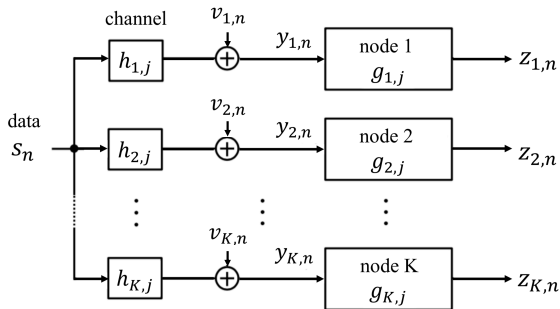 channel
v_{1,n}
y_{1,n}
h_{1,j}
node 1
g_{1,j}
z_{1,n}
data
s_n
v_{2,n}
y_{2,n}
h_{2,j}
node 2
g_{2,j}
z_{2,n}
v_{K,n}
y_{K,n}
h_{K,j}
node K
g_{K,j}
z_{K,n}